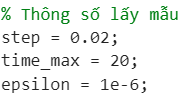 % Thông số lấy mẫu
step = 0.02;
time_max = 20;
epsilon = 1e-6;